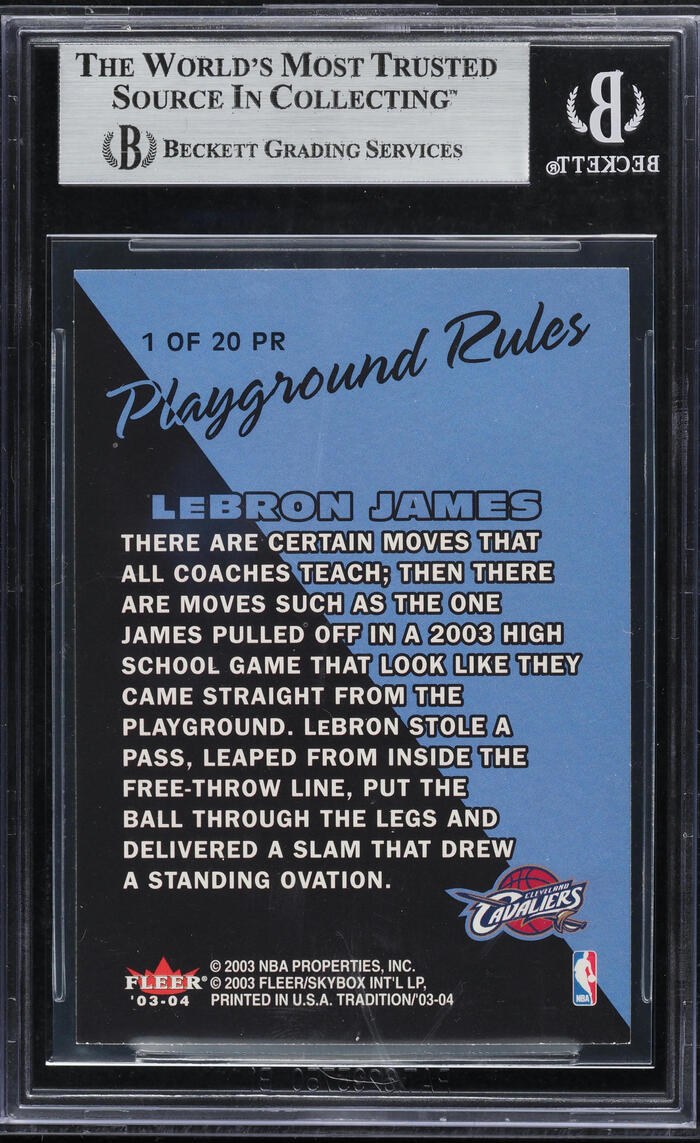 THE WORLD'S MOST TRUSTED
SOURCE IN COLLECTING™
B BECKETT GRADING SERVICES
B
BECKETT®
1 OF 20 PR
Playground Rules
LEBRON JAMES
THERE ARE CERTAIN MOVES THAT
ALL COACHES TEACH; THEN THERE
ARE MOVES SUCH AS THE ONE
JAMES PULLED OFF IN A 2003 HIGH
SCHOOL GAME THAT LOOK LIKE THEY
CAME STRAIGHT FROM THE
PLAYGROUND. LEBRON STOLE A
PASS, LEAPED FROM INSIDE THE
FREE-THROW LINE, PUT THE
BALL THROUGH THE LEGS AND
DELIVERED A SLAM THAT DREW
A STANDING OVATION.
CLEVELAND
CAVALIERS
FLEER®
'03-04
© 2003 NBA PROPERTIES, INC.
© 2003 FLEER/SKYBOX INT'L LP,
PRINTED IN U.S.A. TRADITION/'03-04
NBA